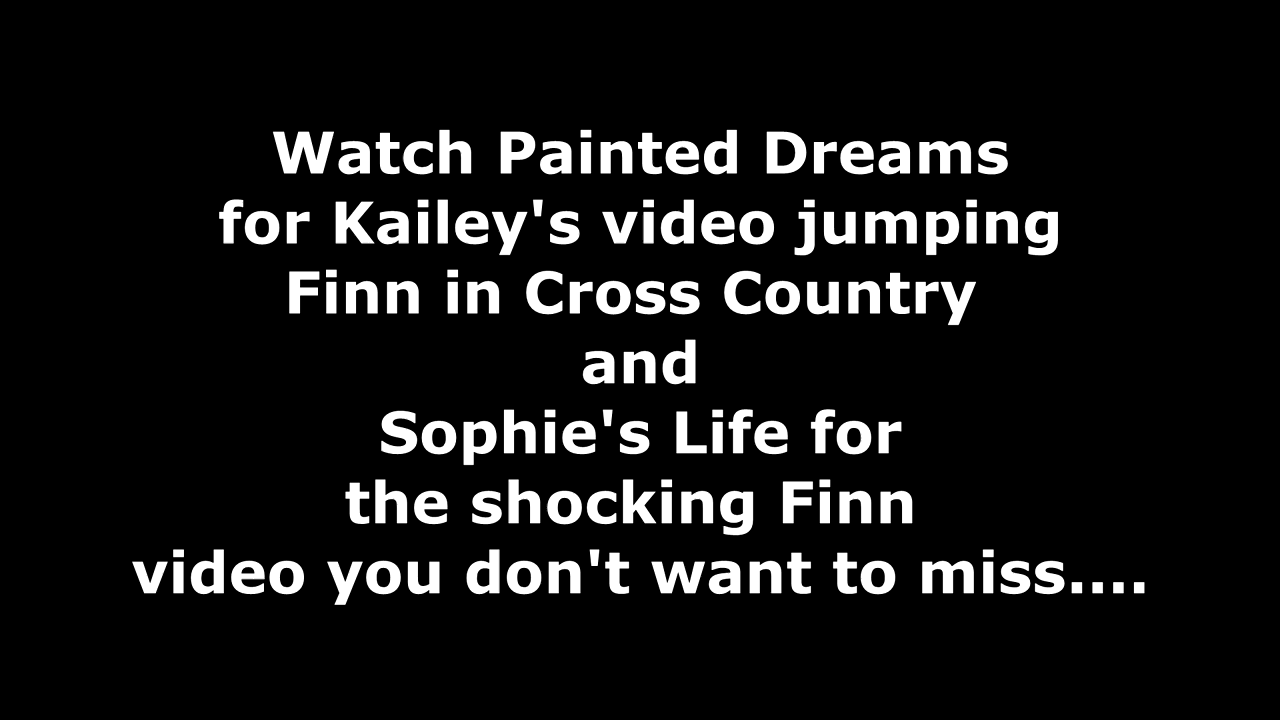 Watch Painted Dreams
for Kailey's video jumping
Finn in Cross Country
and
Sophie's Life for
the shocking Finn
video you don't want to miss....